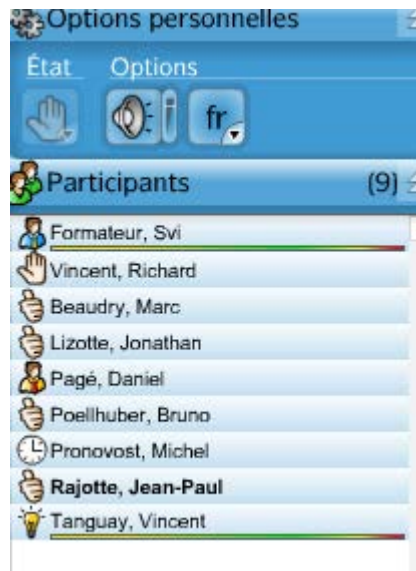 Options personnelles
État Options
fr
Participants (9)
Formateur, Svi
Vincent, Richard
Beaudry, Marc
Lizotte, Jonathan
Pagé, Daniel
Poellhuber, Bruno
Pronovost, Michel
Rajotte, Jean-Paul
Tanguay, Vincent